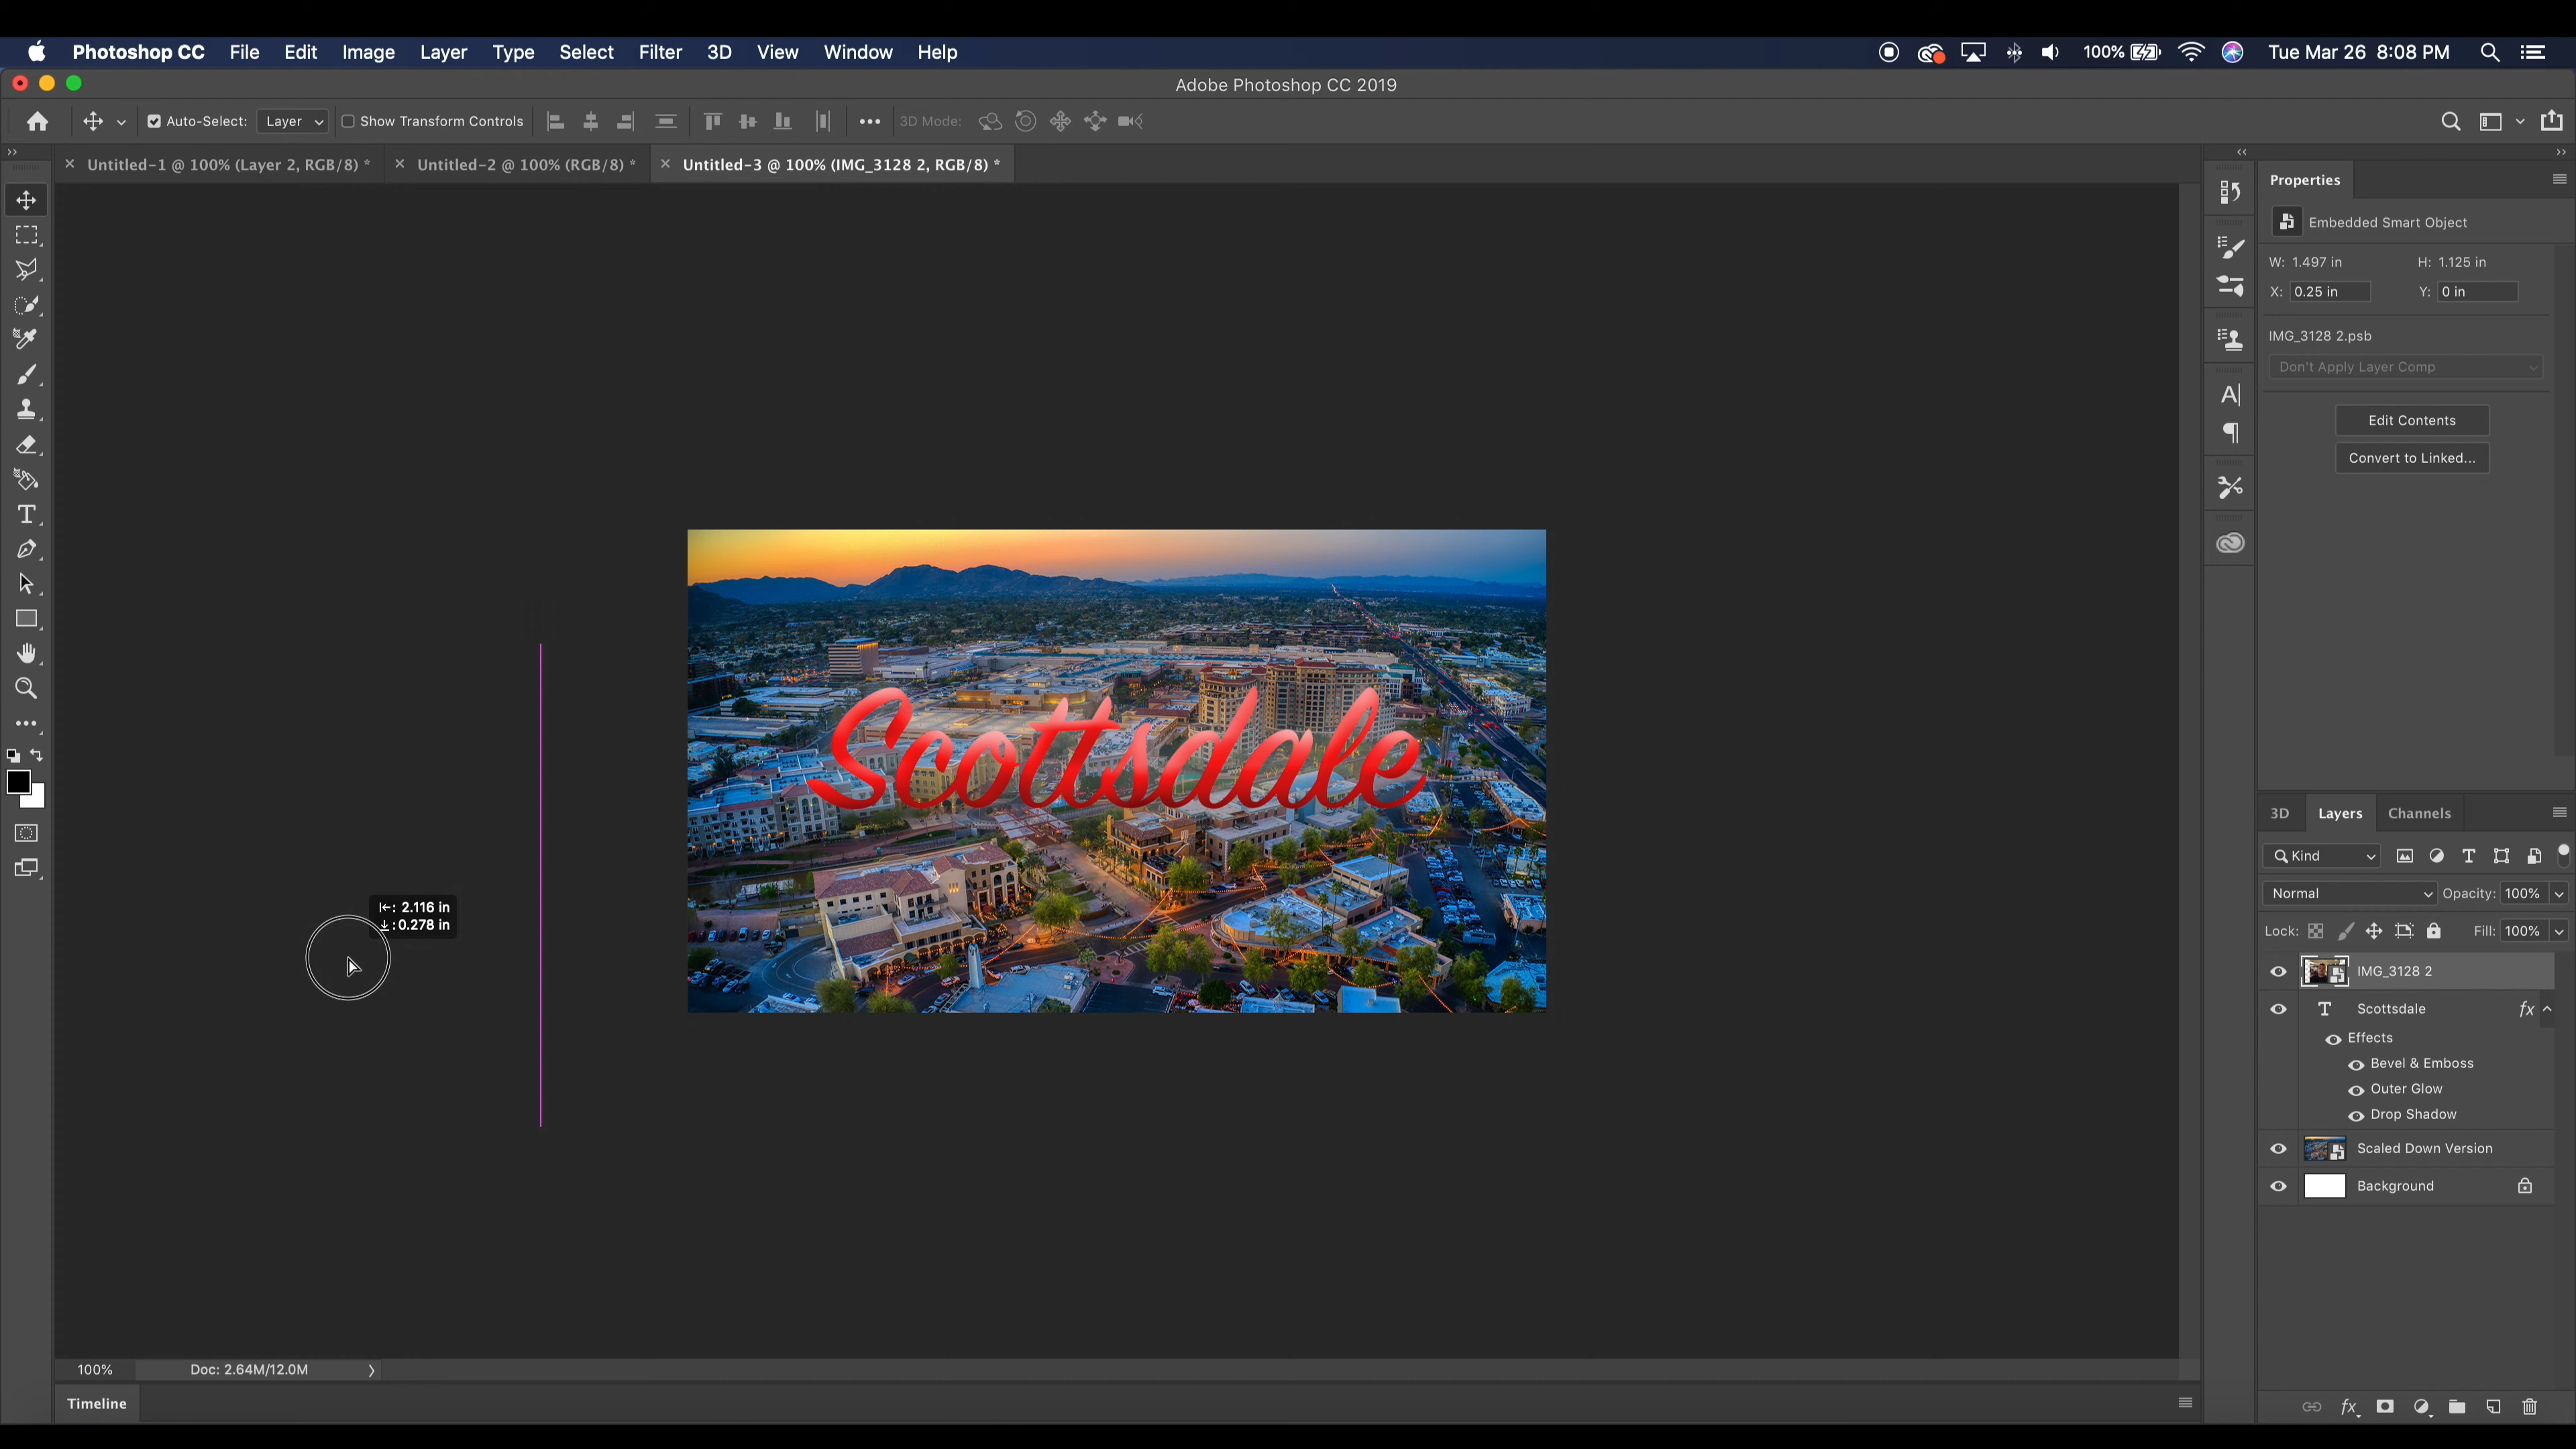 Photoshop CC File Edit Image Layer Type Select Filter 3D View Window Help 100% Tue Mar 26 8:08 PM
Adobe Photoshop CC 2019
Auto-Select: Layer Show Transform Controls 3D Mode:
Untitled-1 @ 100% (Layer 2, RGB/8) * Untitled-2 @ 100% (RGB/8) * Untitled-3 @ 100% (IMG_3128 2, RGB/8) *
Properties
Embedded Smart Object
W: 1.497 in H: 1.125 in
X: 0.25 in Y: 0 in
IMG_3128 2.psb
Don't Apply Layer Comp
Edit Contents
Convert to Linked...
Scottsdale
2.116 in
0.278 in
3D Layers Channels
Kind
Normal Opacity: 100%
Lock: Fill: 100%
IMG_3128 2
T Scottsdale fx
Effects
Bevel & Emboss
Outer Glow
Drop Shadow
Scaled Down Version
Background
100% Doc: 2.64M/12.0M
Timeline
fx